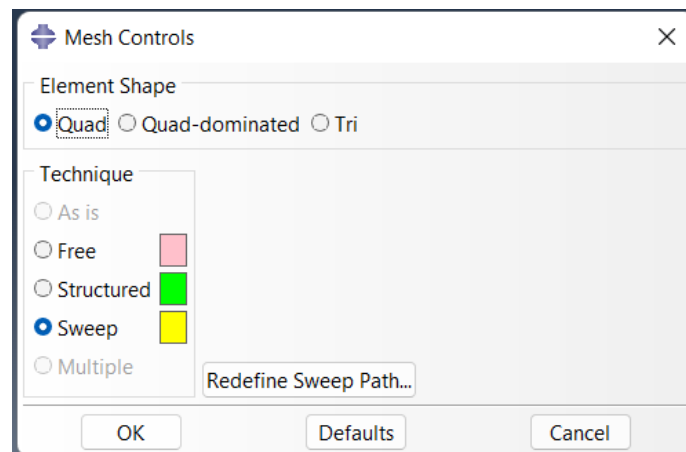 Mesh Controls
Element Shape
Quad Quad-dominated Tri
Technique
As is
Free
Structured
Sweep
Multiple
Redefine Sweep Path...
OK Defaults Cancel